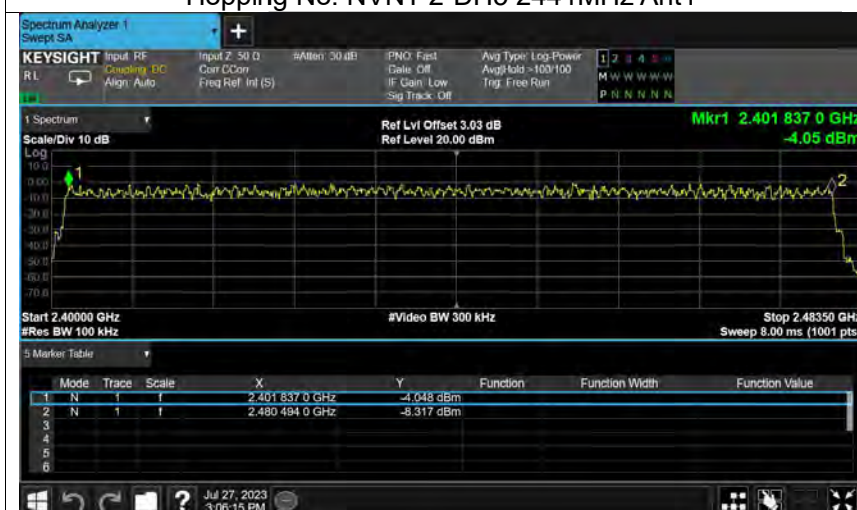 Hopping No. NVNT 2-DH5 2441MHz Ant1
Spectrum Analyzer 1
Swept SA
+
KEYSIGHT Input: RF Input Z: 50 Ω #Atten: 30 dB PNO: Fast Avg Type: Log-Power 1 2 3 4 5 6
RL Coupling: DC Corr CCorr Gate: Off Avg|Hold >100/100 M W W W W W
Align: Auto Freq Ref: Int (S) IF Gain: Low Trig: Free Run
Sig Track: Off P N N N N N
1 Spectrum Ref Lvl Offset 3.03 dB Mkr1 2.401 837 0 GHz
Scale/Div 10 dB Ref Level 20.00 dBm -4.05 dBm
Log
10.0
0.00
-10.0
-20.0
-30.0
-40.0
-50.0
-60.0
-70.0
1
2
Start 2.40000 GHz #Video BW 300 kHz Stop 2.48350 GHz
#Res BW 100 kHz Sweep 8.00 ms (1001 pts
5 Marker Table
Mode Trace Scale X Y Function Function Width Function Value
1 N 1 f 2.401 837 0 GHz -4.048 dBm
2 N 1 f 2.480 494 0 GHz -8.317 dBm
3
4
5
6
? Jul 27, 2023
3:06:15 PM